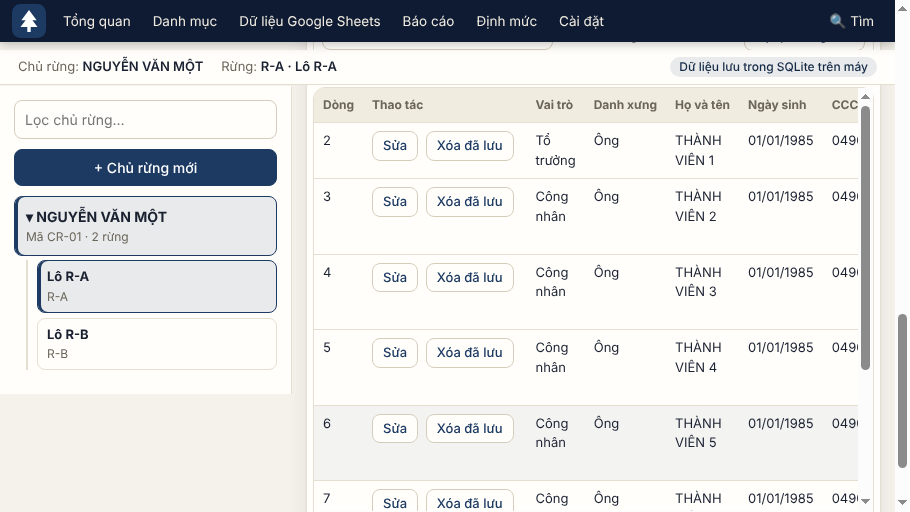 Tổng quan Danh mục Dữ liệu Google Sheets Báo cáo Định mức Cài đặt 🔍 Tìm
Chủ rừng: NGUYỄN VĂN MỘT Rừng: R-A · Lô R-A Dữ liệu lưu trong SQLite trên máy
Lọc chủ rừng...
+ Chủ rừng mới
▾ NGUYỄN VĂN MỘT
Mã CR-01 · 2 rừng
Lô R-A
R-A
Lô R-B
R-B
Dòng Thao tác Vai trò Danh xưng Họ và tên Ngày sinh CCC
2 Sửa Xóa đã lưu Tổ trưởng Ông THÀNH VIÊN 1 01/01/1985 049
3 Sửa Xóa đã lưu Công nhân Ông THÀNH VIÊN 2 01/01/1985 049
4 Sửa Xóa đã lưu Công nhân Ông THÀNH VIÊN 3 01/01/1985 049
5 Sửa Xóa đã lưu Công nhân Ông THÀNH VIÊN 4 01/01/1985 049
6 Sửa Xóa đã lưu Công nhân Ông THÀNH VIÊN 5 01/01/1985 049
7 Sửa Xóa đã lưu Công Ông THÀNH 01/01/1985 049